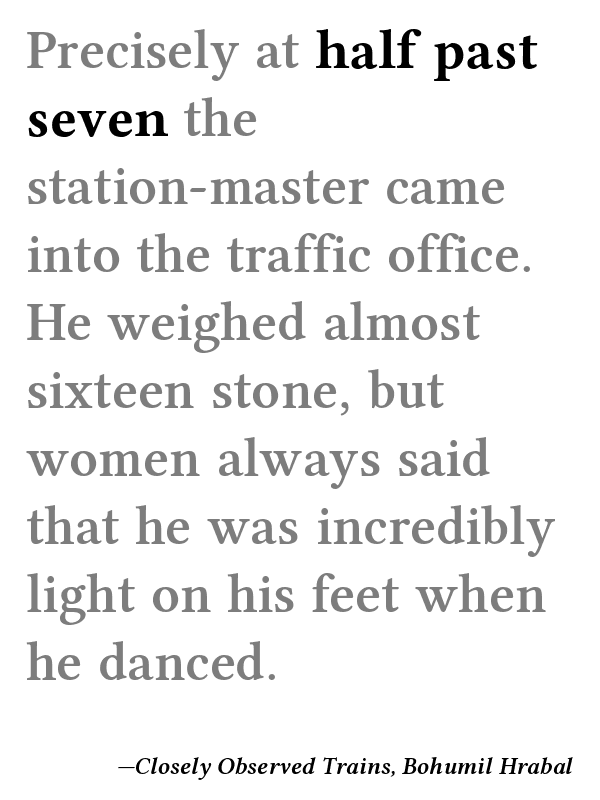 Precisely at half past
seven the
station-master came
into the traffic office.
He weighed almost
sixteen stone, but
women always said
that he was incredibly
light on his feet when
he danced.
—Closely Observed Trains, Bohumil Hrabal